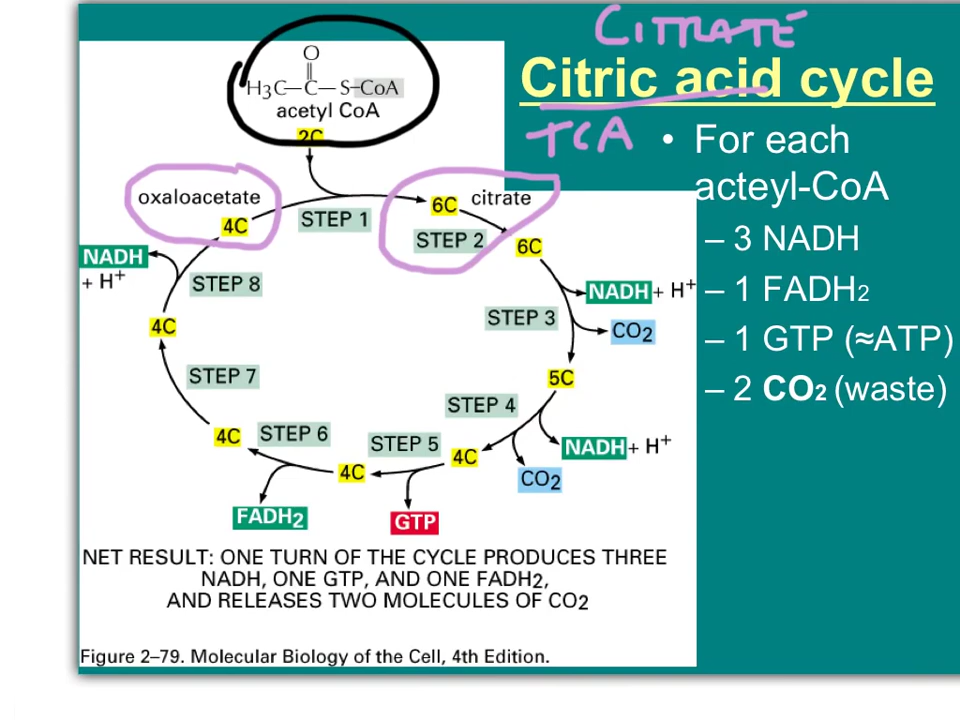 CITRATE
Citric acid cycle
TCA
• For each
acteyl-CoA
– 3 NADH
– 1 FADH2
– 1 GTP (≈ATP)
– 2 CO2 (waste)
O
H3C—C—S–CoA
acetyl CoA
2C
oxaloacetate
4C
STEP 1
6C
citrate
STEP 2
6C
NADH
+ H+
STEP 8
NADH + H+
STEP 3
CO2
4C
STEP 7
5C
STEP 4
4C
STEP 6
STEP 5
4C
4C
NADH + H+
CO2
FADH2
GTP
NET RESULT: ONE TURN OF THE CYCLE PRODUCES THREE
NADH, ONE GTP, AND ONE FADH2,
AND RELEASES TWO MOLECULES OF CO2
Figure 2–79. Molecular Biology of the Cell, 4th Edition.